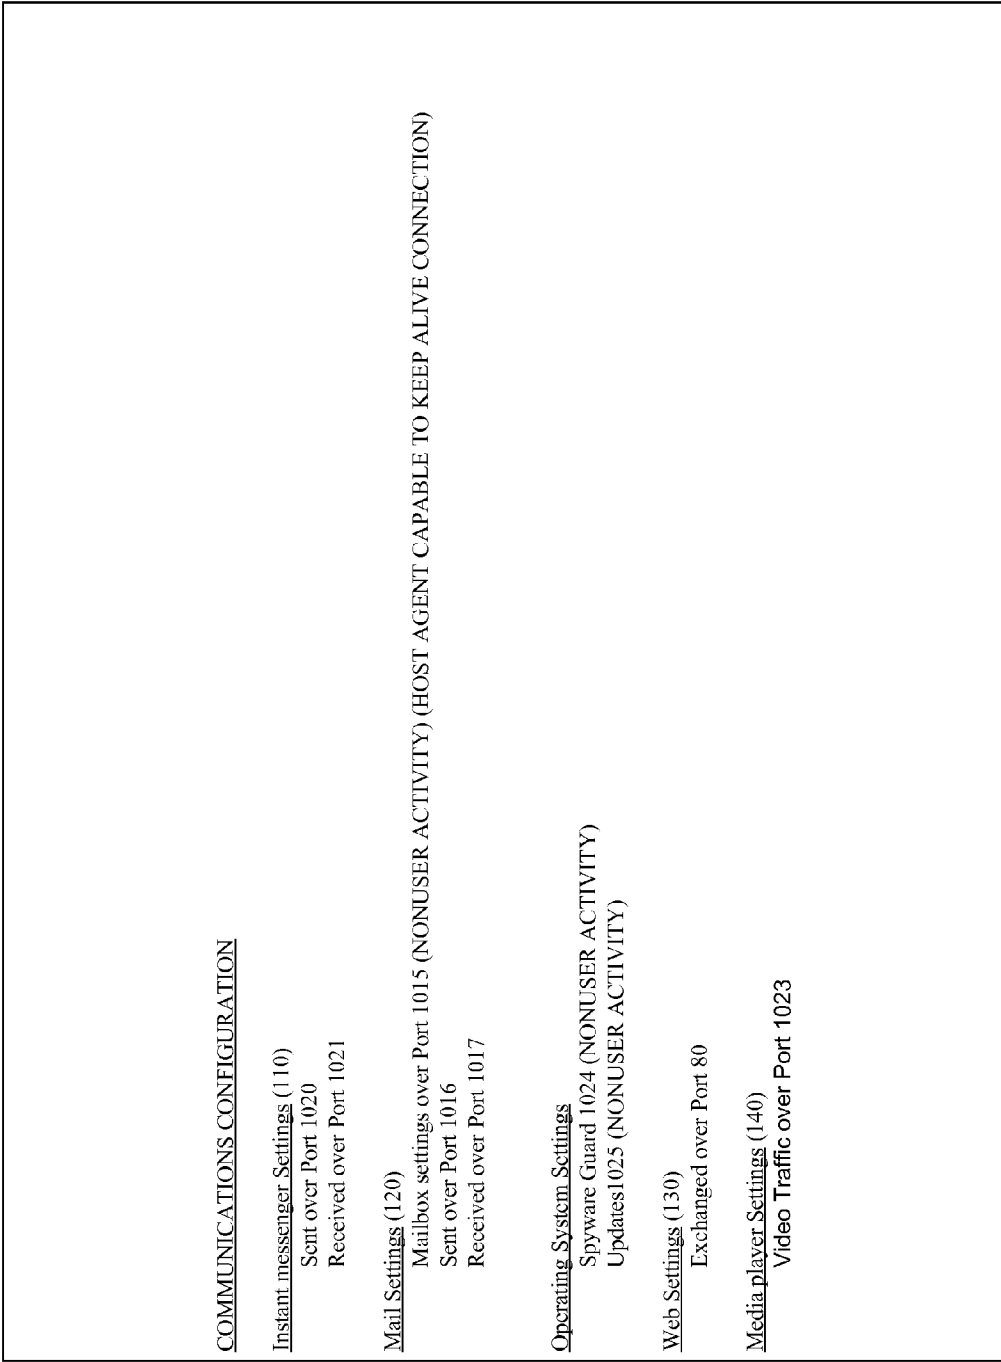 COMMUNICATIONS CONFIGURATION
Instant messenger Settings (110)
Sent over Port 1020
Received over Port 1021
Mail Settings (120)
Mailbox settings over Port 1015 (NONUSER ACTIVITY) (HOST AGENT CAPABLE TO KEEP ALIVE CONNECTION)
Sent over Port 1016
Received over Port 1017
Operating System Settings
Spyware Guard 1024 (NONUSER ACTIVITY)
Updates1025 (NONUSER ACTIVITY)
Web Settings (130)
Exchanged over Port 80
Media player Settings (140)
Video Traffic over Port 1023